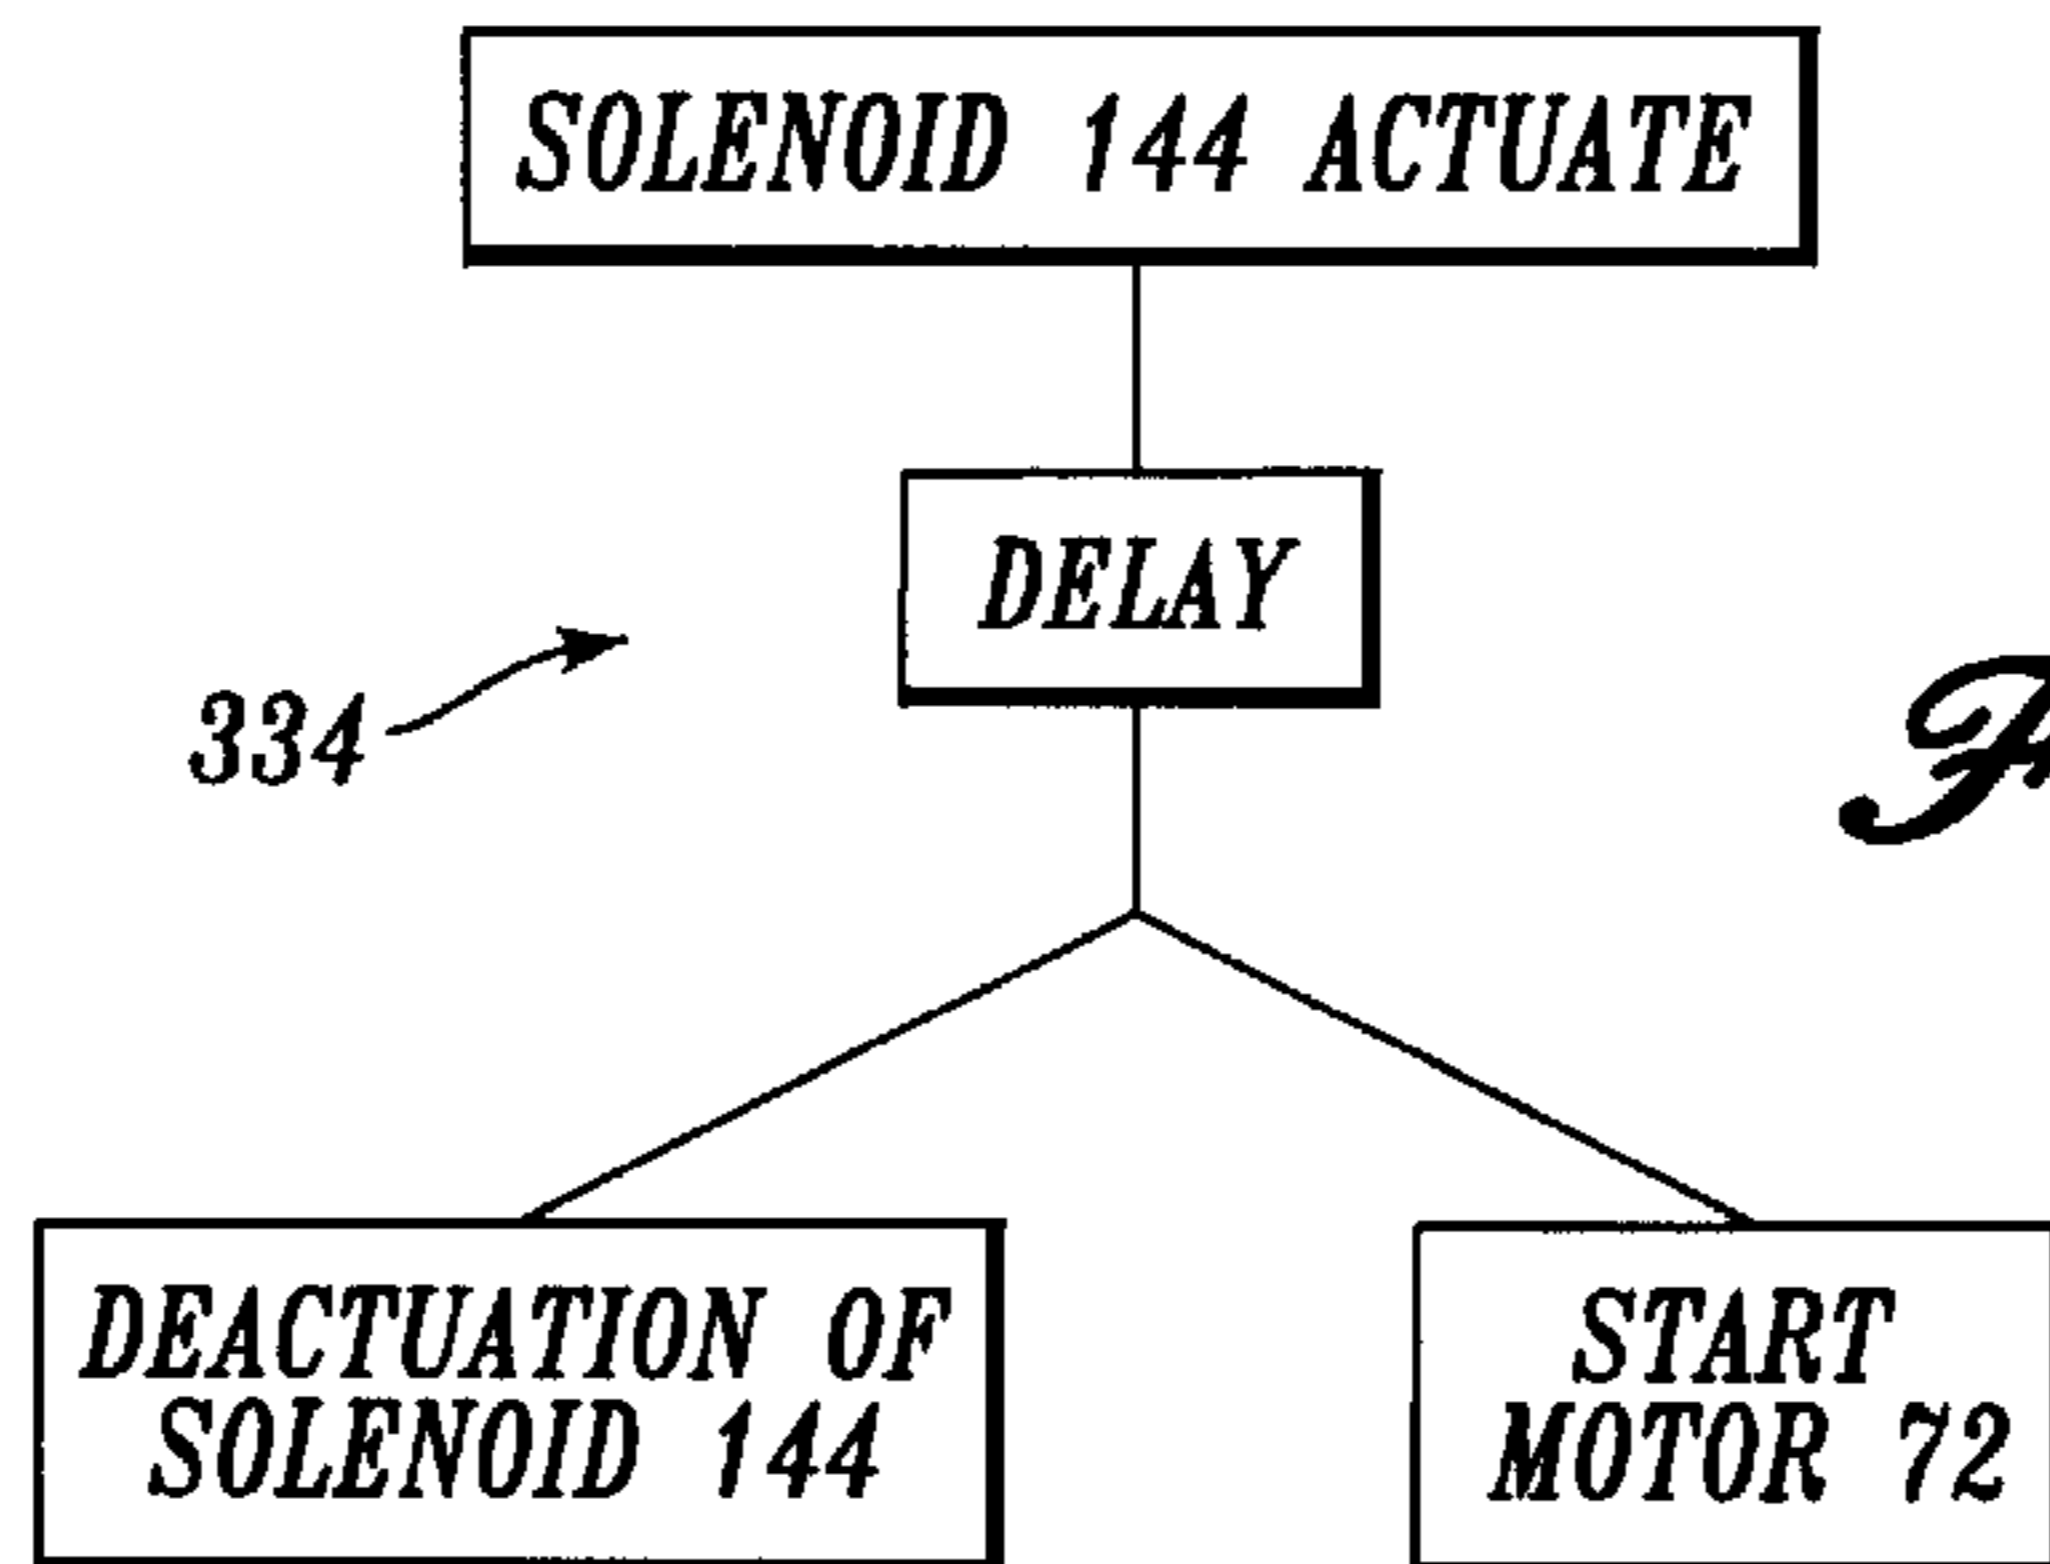 SOLENOID 144 ACTUATE
DELAY
334
DEACTUATION OF
SOLENOID 144
START
MOTOR 72